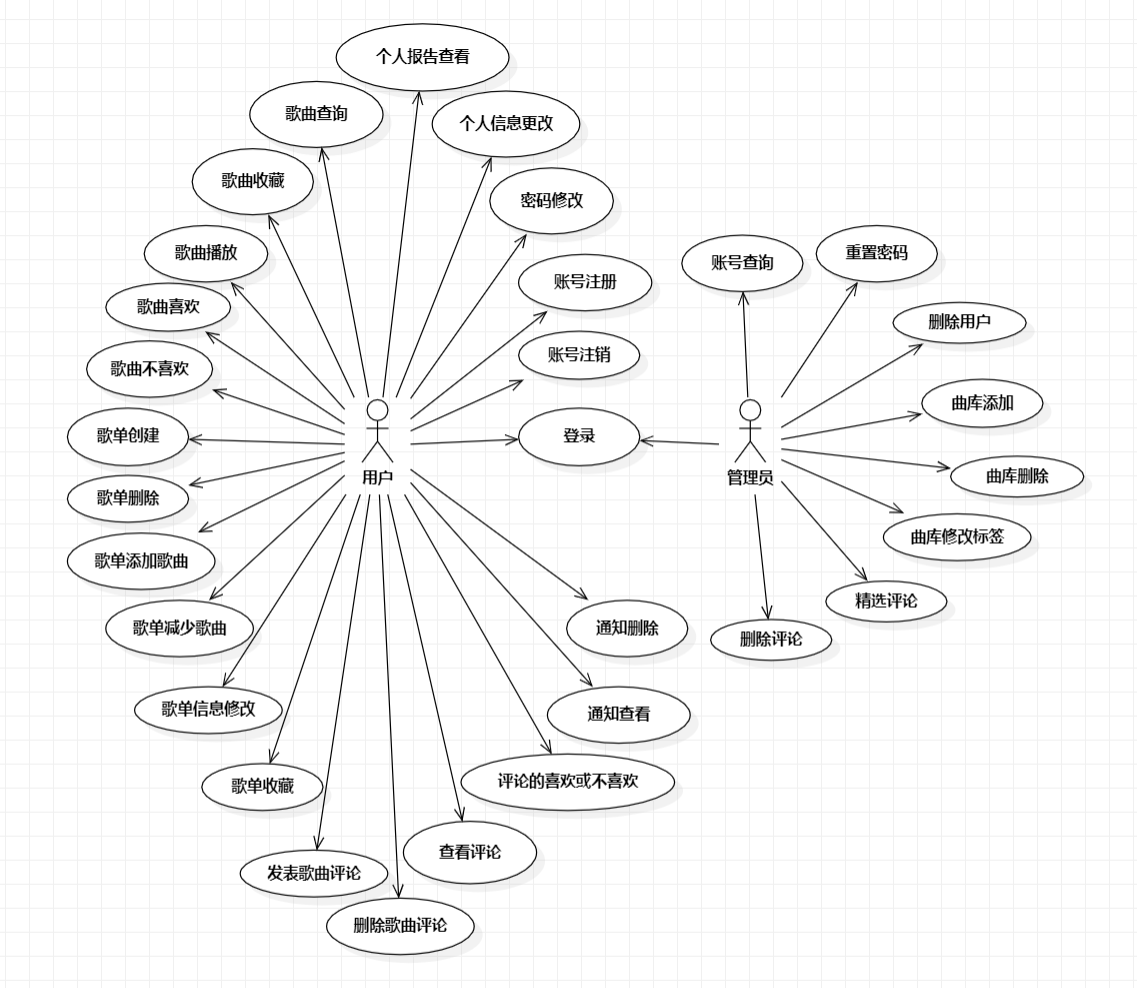 个人报告查看
歌曲查询
个人信息更改
歌曲收藏
密码修改
歌曲播放
账号查询
重置密码
账号注册
歌曲喜欢
删除用户
账号注销
歌曲不喜欢
曲库添加
歌单创建
登录
用户
管理员
曲库删除
歌单删除
曲库修改标签
歌单添加歌曲
精选评论
歌单减少歌曲
通知删除
删除评论
歌单信息修改
通知查看
评论的喜欢或不喜欢
歌单收藏
查看评论
发表歌曲评论
删除歌曲评论